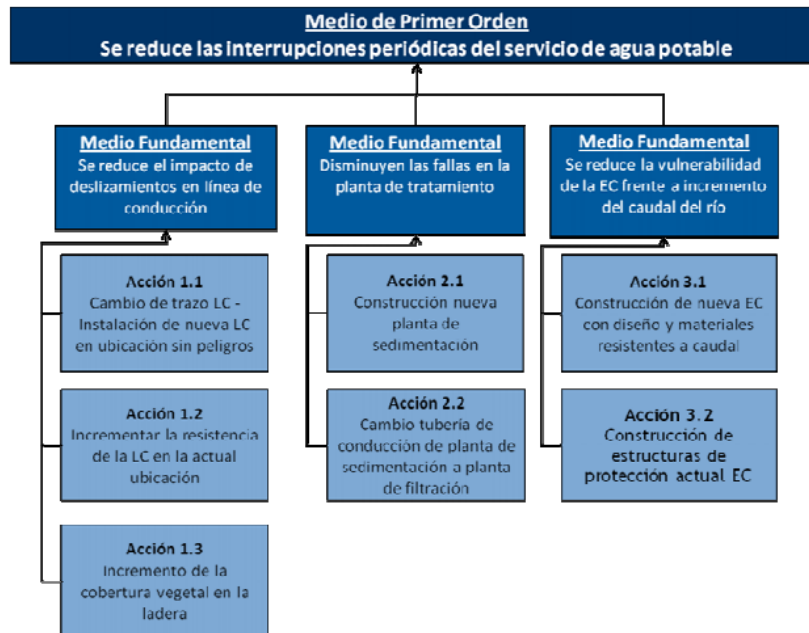 Medio de Primer Orden
Se reduce las interrupciones periódicas del servicio de agua potable
Medio Fundamental
Se reduce el impacto de
deslizamientos en línea de
conducción
Medio Fundamental
Disminuyen las fallas en la
planta de tratamiento
Medio Fundamental
Se reduce la vulnerabilidad
de la EC frente a incremento
del caudal del río
Acción 1.1
Cambio de trazo LC -
Instalación de nueva LC
en ubicación sin peligros
Acción 1.2
Incrementar la resistencia
de la LC en la actual
ubicación
Acción 1.3
Incremento de la
cobertura vegetal en la
ladera
Acción 2.1
Construcción nueva
planta de
sedimentación
Acción 2.2
Cambio tubería de
conducción de planta de
sedimentación a planta
de filtración
Acción 3.1
Construcción de nueva EC
con diseño y materiales
resistentes a caudal
Acción 3.2
Construcción de
estructuras de
protección actual EC